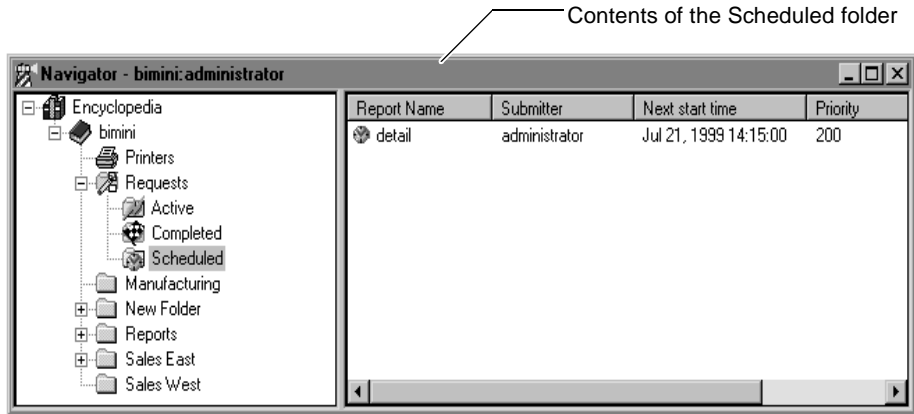 Contents of the Scheduled folder
Navigator - bimini:administrator
Encyclopedia
bimini
Printers
Requests
Active
Completed
Scheduled
Manufacturing
New Folder
Reports
Sales East
Sales West
Report Name Submitter Next start time Priority
detail administrator Jul 21, 1999 14:15:00 200